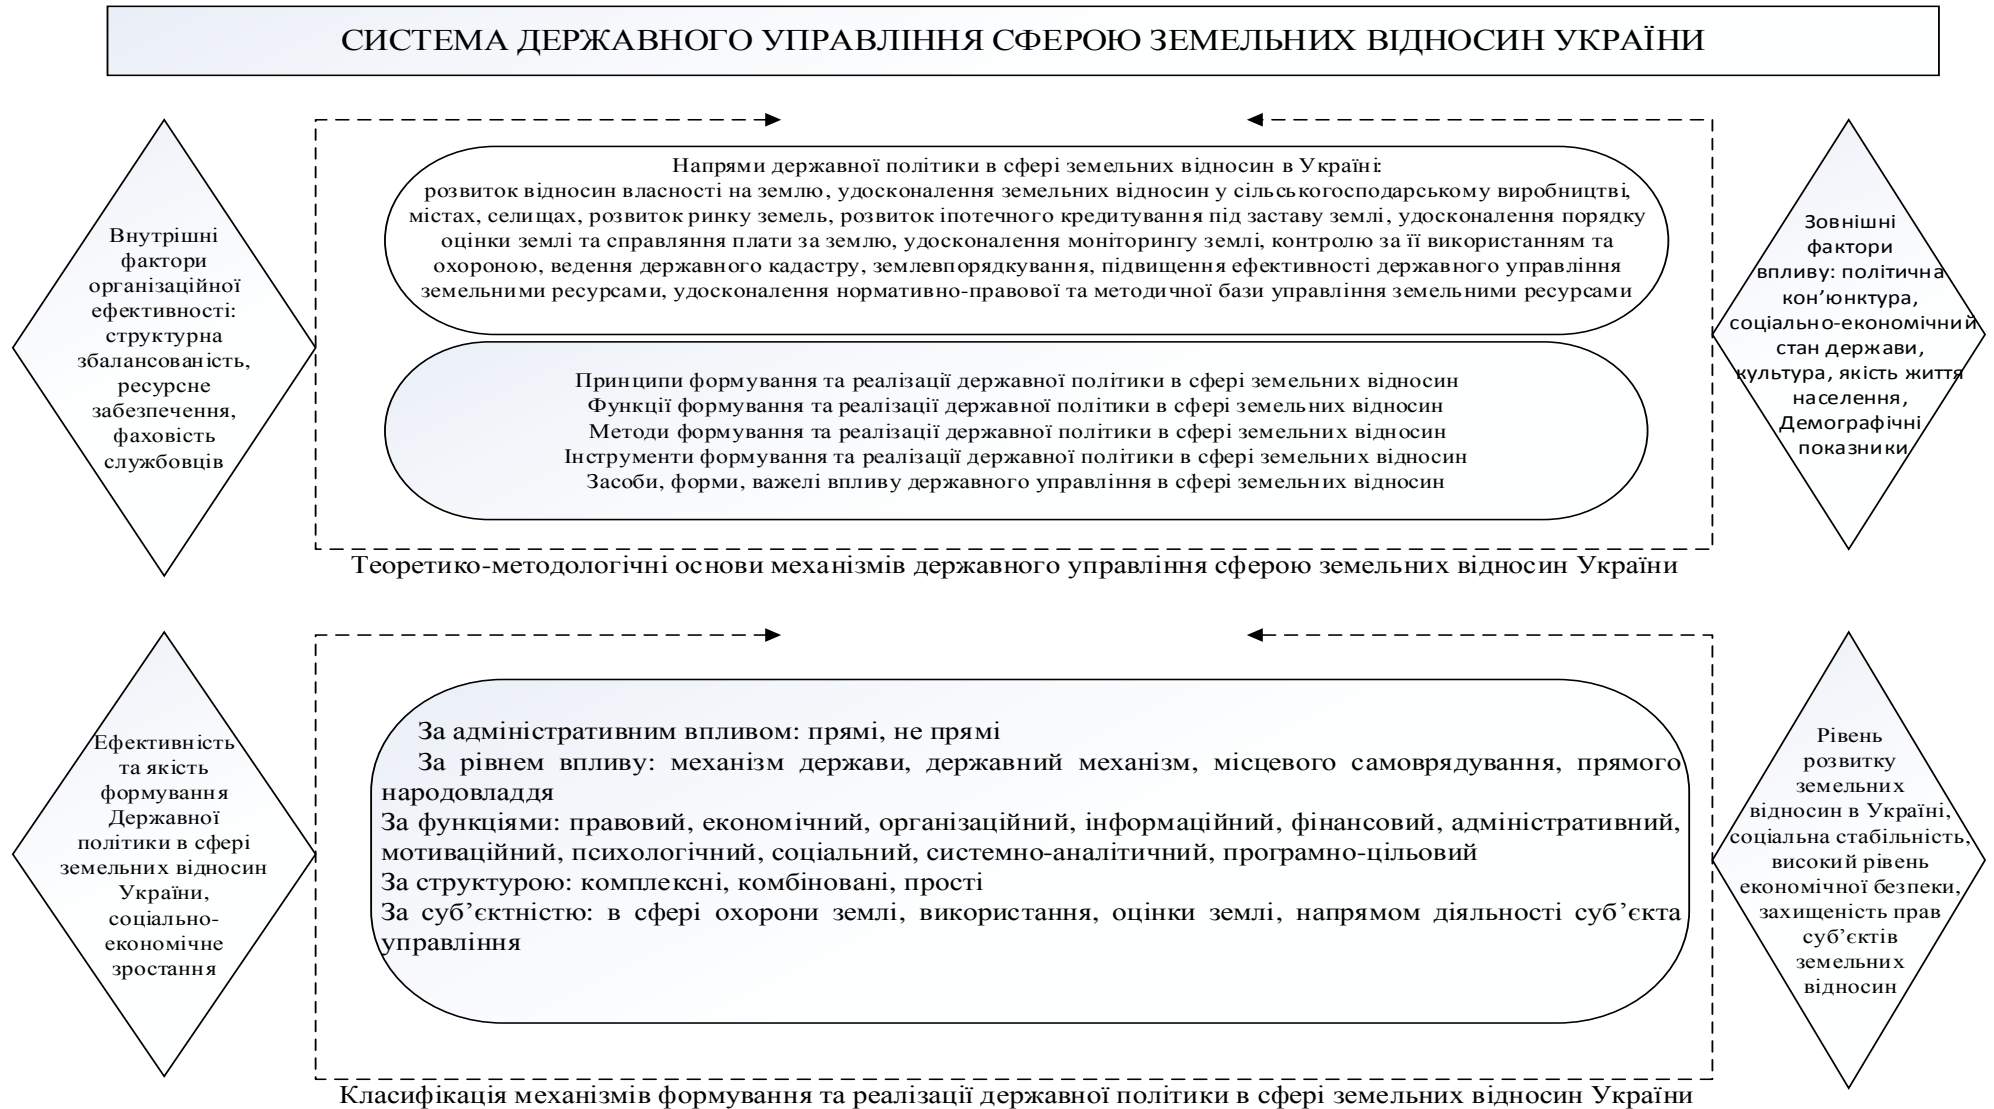 СИСТЕМА ДЕРЖАВНОГО УПРАВЛІННЯ СФЕРОЮ ЗЕМЕЛЬНИХ ВІДНОСИН УКРАЇНИ
Внутрішні
фактори
організаційної
ефективності:
структурна
збалансованість,
ресурсне
забезпечення,
фаховість
службовців
Напрями державної політики в сфері земельних відносин в Україні:
розвиток відносин власності на землю, удосконалення земельних відносин у сільськогосподарському виробництві,
містах, селищах, розвиток ринку земель, розвиток іпотечного кредитування під заставу землі, удосконалення порядку
оцінки землі та справляння плати за землю, удосконалення моніторингу землі, контролю за її використанням та
охороною, ведення державного кадастру, землевпорядкування, підвищення ефективності державного управління
земельними ресурсами, удосконалення нормативно-правової та методичної бази управління земельними ресурсами
Принципи формування та реалізації державної політики в сфері земельних відносин
Функції формування та реалізації державної політики в сфері земельних відносин
Методи формування та реалізації державної політики в сфері земельних відносин
Інструменти формування та реалізації державної політики в сфері земельних відносин
Засоби, форми, важелі впливу державного управління в сфері земельних відносин
Зовнішні
фактори
впливу: політична
кон’юнктура,
соціально-економічний
стан держави,
культура, якість життя
населення,
Демографічні
показники
Теоретико-методологічні основи механізмів державного управління сферою земельних відносин України
Ефективність
та якість
формування
Державної
політики в сфері
земельних відносин
України,
соціально-
економічне
зростання
За адміністративним впливом: прямі, не прямі
За рівнем впливу: механізм держави, державний механізм, місцевого самоврядування, прямого
народовладдя
За функціями: правовий, економічний, організаційний, інформаційний, фінансовий, адміністративний,
мотиваційний, психологічний, соціальний, системно-аналітичний, програмно-цільовий
За структурою: комплексні, комбіновані, прості
За суб’єктністю: в сфері охорони землі, використання, оцінки землі, напрямом діяльності суб’єкта
управління
Рівень
розвитку
земельних
відносин в Україні,
соціальна стабільність,
високий рівень
економічної безпеки,
захищеність прав
суб’єктів
земельних
відносин
Класифікація механізмів формування та реалізації державної політики в сфері земельних відносин України